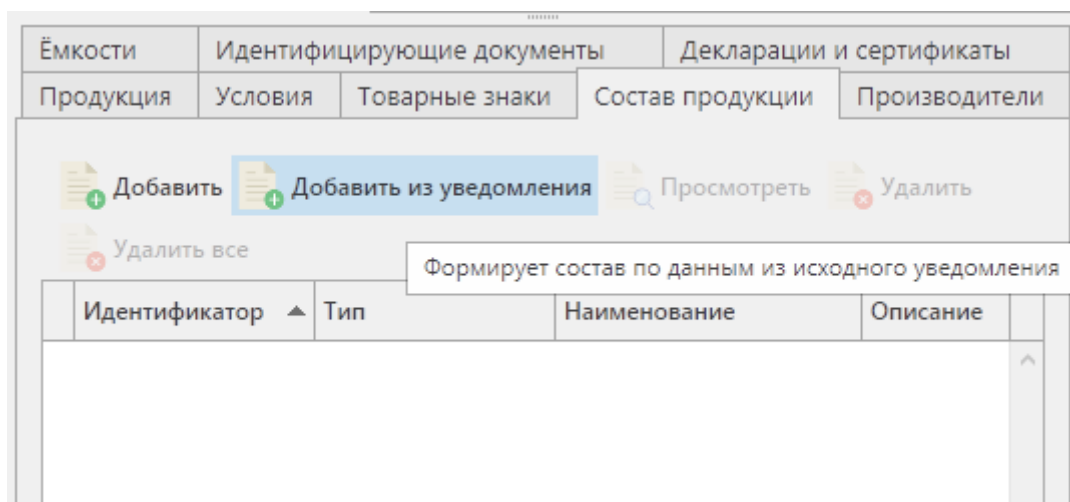 Ёмкости Идентифицирующие документы Декларации и сертификаты
Продукция Условия Товарные знаки Состав продукции Производители
Добавить Добавить из уведомления Просмотреть Удалить
Удалить все
Формирует состав по данным из исходного уведомления
Идентификатор Тип Наименование Описание